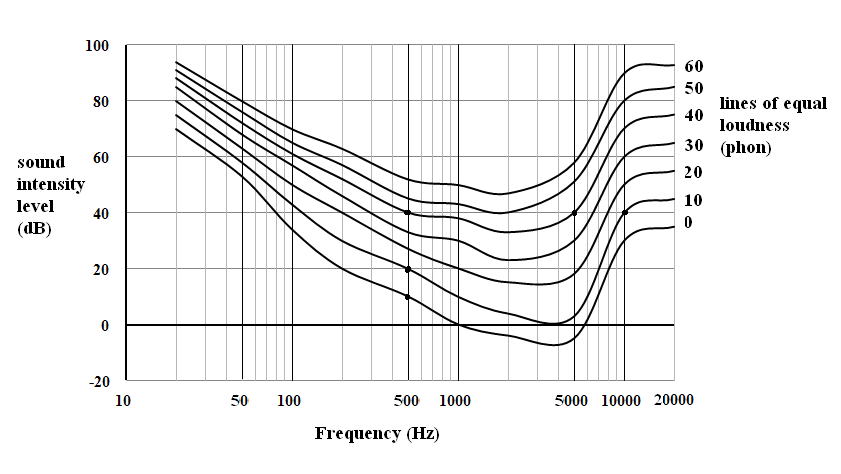 100
80
60
40
20
0
-20
sound
intensity
level
(dB)
10
50
100
500
1000
5000
10000
20000
Frequency (Hz)
60
50
40
30
20
10
0
lines of equal
loudness
(phon)